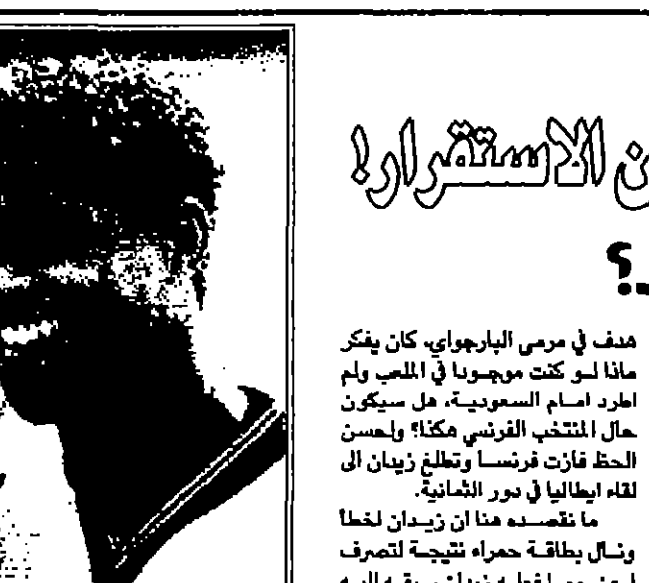 ن الاستقرار!
؟
هدف في مرمى البارجواي، كان يفكر
ماذا لو كنت موجودا في الملعب ولم
اطرد امام السعودية، هل سيكون
حال المنتخب الفرنسي هكذا؟ ولحسن
الحظ فازت فرنسا وتطلع زيدان الى
لقاء ايطاليا في دور الثمانية.
ما نقصده هنا ان زيدان اخطأ
ونال بطاقة حمراء نتيجة لتصرف